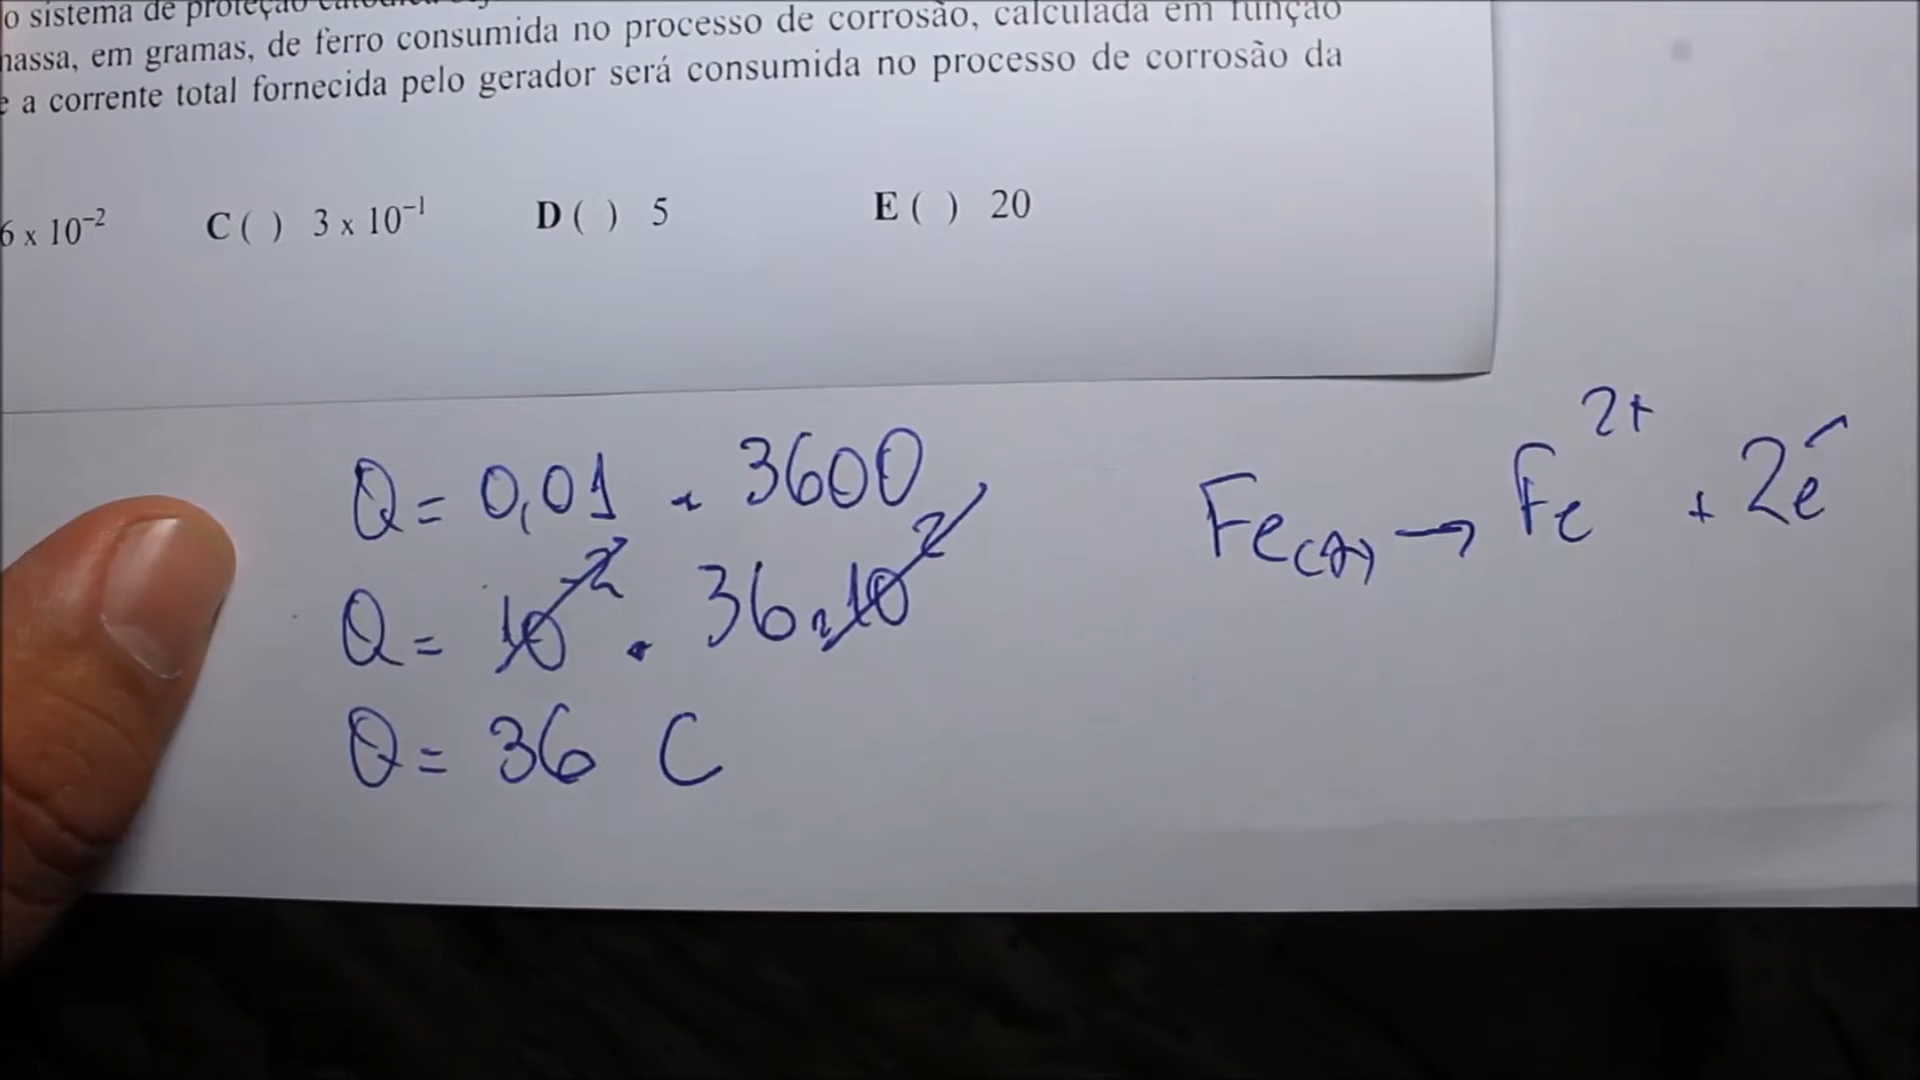 o sistema de proteção catódica
massa, em gramas, de ferro consumida no processo de corrosão, calculada em função
e a corrente total fornecida pelo gerador será consumida no processo de corrosão da
6 x 10⁻² C ( ) 3 x 10⁻¹ D ( ) 5 E ( ) 20
Q = 0,01 . 3600
Q = 10⁻² . 36.10²
Q = 36 C
Fe(s) → Fe²⁺ + 2e⁻